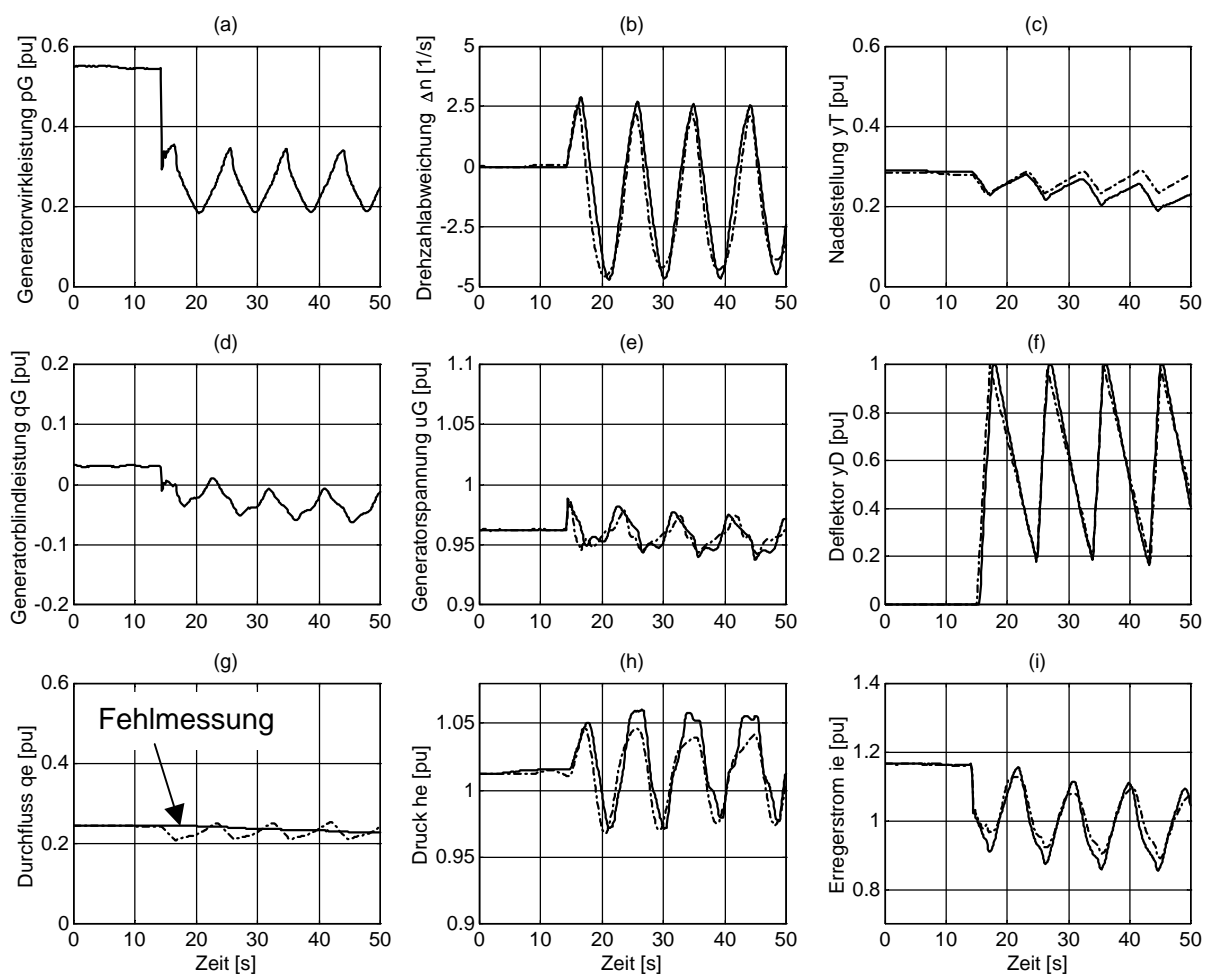 (a)
Generatorwirkleistung pG [pu]
0.6
0.4
0.2
0
0 10 20 30 40 50
(b)
Drehzahlabweichung Δn [1/s]
5
2.5
0
-2.5
-5
0 10 20 30 40 50
(c)
Nadelstellung yT [pu]
0.6
0.4
0.2
0
0 10 20 30 40 50
(d)
Generatorblindleistung qG [pu]
0.2
0.1
0
-0.1
-0.2
0 10 20 30 40 50
(e)
Generatorspannung uG [pu]
1.1
1.05
1
0.95
0.9
0 10 20 30 40 50
(f)
Deflektor yD [pu]
1
0.8
0.6
0.4
0.2
0
0 10 20 30 40 50
(g)
Durchfluss qe [pu]
0.6
0.4
0.2
0
Fehlmessung
0 10 20 30 40 50
Zeit [s]
(h)
Druck he [pu]
1.05
1
0.95
0.9
0 10 20 30 40 50
Zeit [s]
(i)
Erregerstrom ie [pu]
1.4
1.2
1
0.8
0 10 20 30 40 50
Zeit [s]